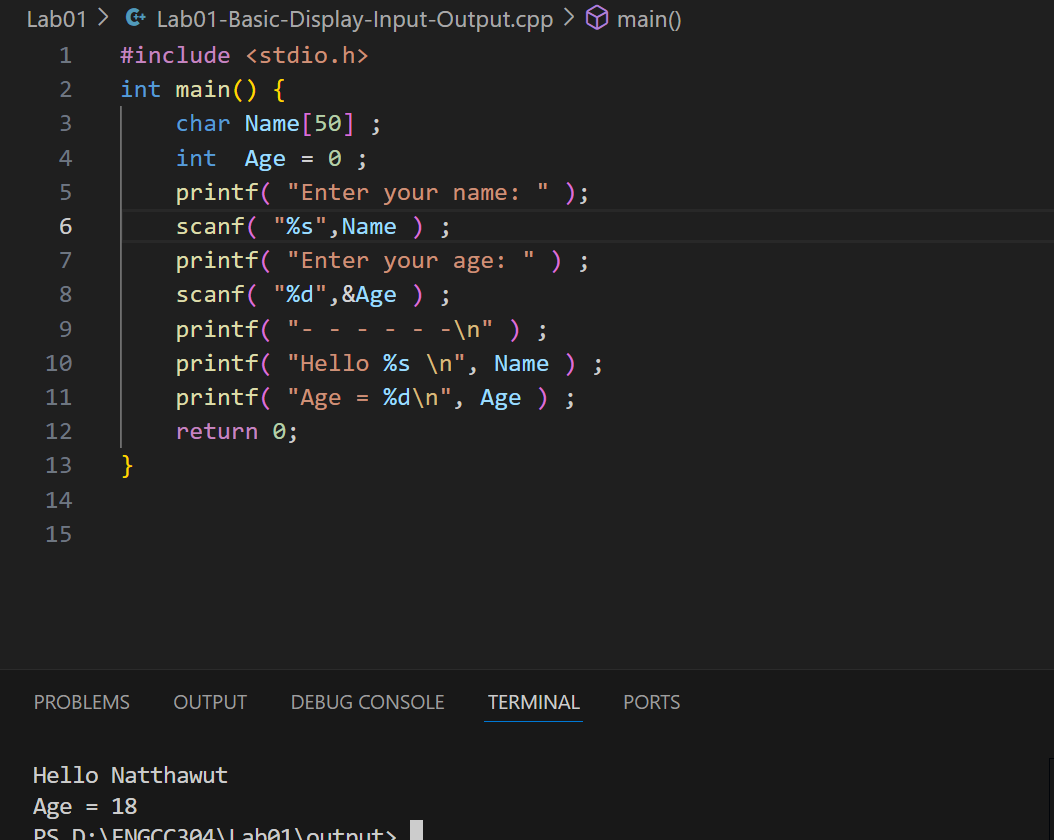 Lab01 > Lab01-Basic-Display-Input-Output.cpp > main()
1 #include <stdio.h>
2 int main() {
3 char Name[50] ;
4 int  Age = 0 ;
5 printf( "Enter your name: " );
6 scanf( "%s",Name ) ;
7 printf( "Enter your age: " ) ;
8 scanf( "%d",&Age ) ;
9 printf( "- - - - - -\n" ) ;
10 printf( "Hello %s \n", Name ) ;
11 printf( "Age = %d\n", Age ) ;
12 return 0;
13 }
14
15
PROBLEMS OUTPUT DEBUG CONSOLE TERMINAL PORTS
Hello Natthawut
Age = 18
PS D:\ENGCC304\Lab01\output>